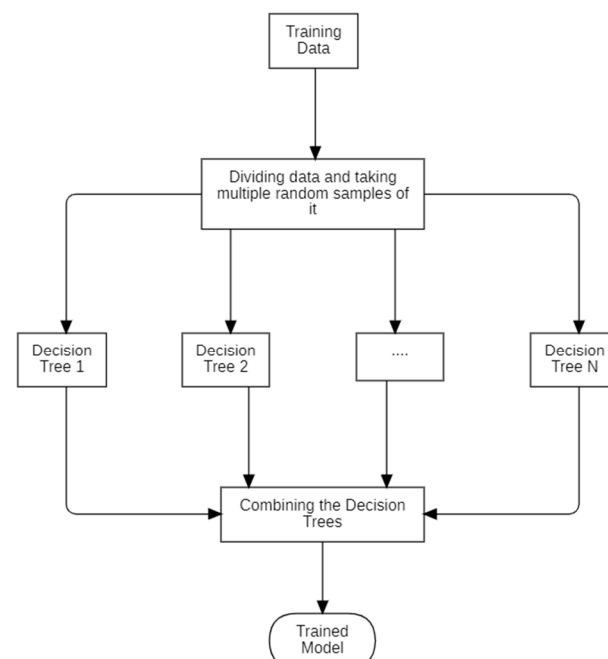 Training
Data
Dividing data and taking
multiple random samples of
it
Decision
Tree 1
Decision
Tree 2
....
Decision
Tree N
Combining the Decision
Trees
Trained
Model